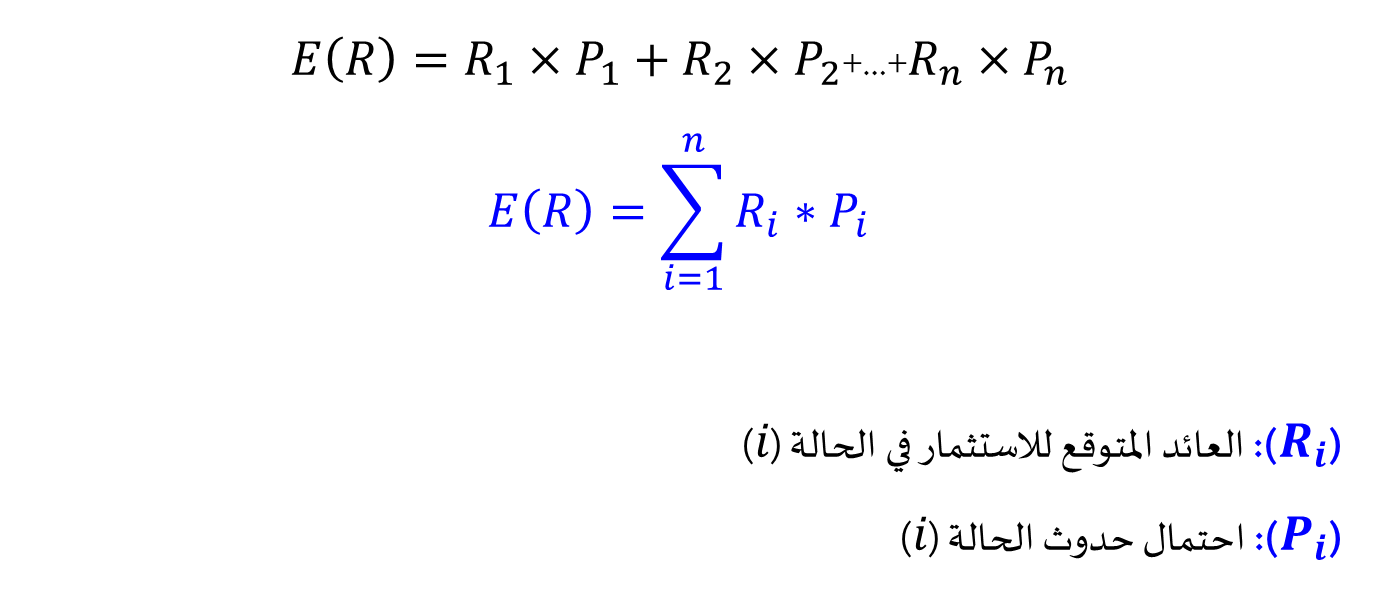 E(R) = R₁ × P₁ + R₂ × P₂+...+Rₙ × Pₙ
E(R) = ∑ᵢ₌₁ⁿ Rᵢ * Pᵢ
(Rᵢ): العائد المتوقع للاستثمار في الحالة (i)
(Pᵢ): احتمال حدوث الحالة (i)